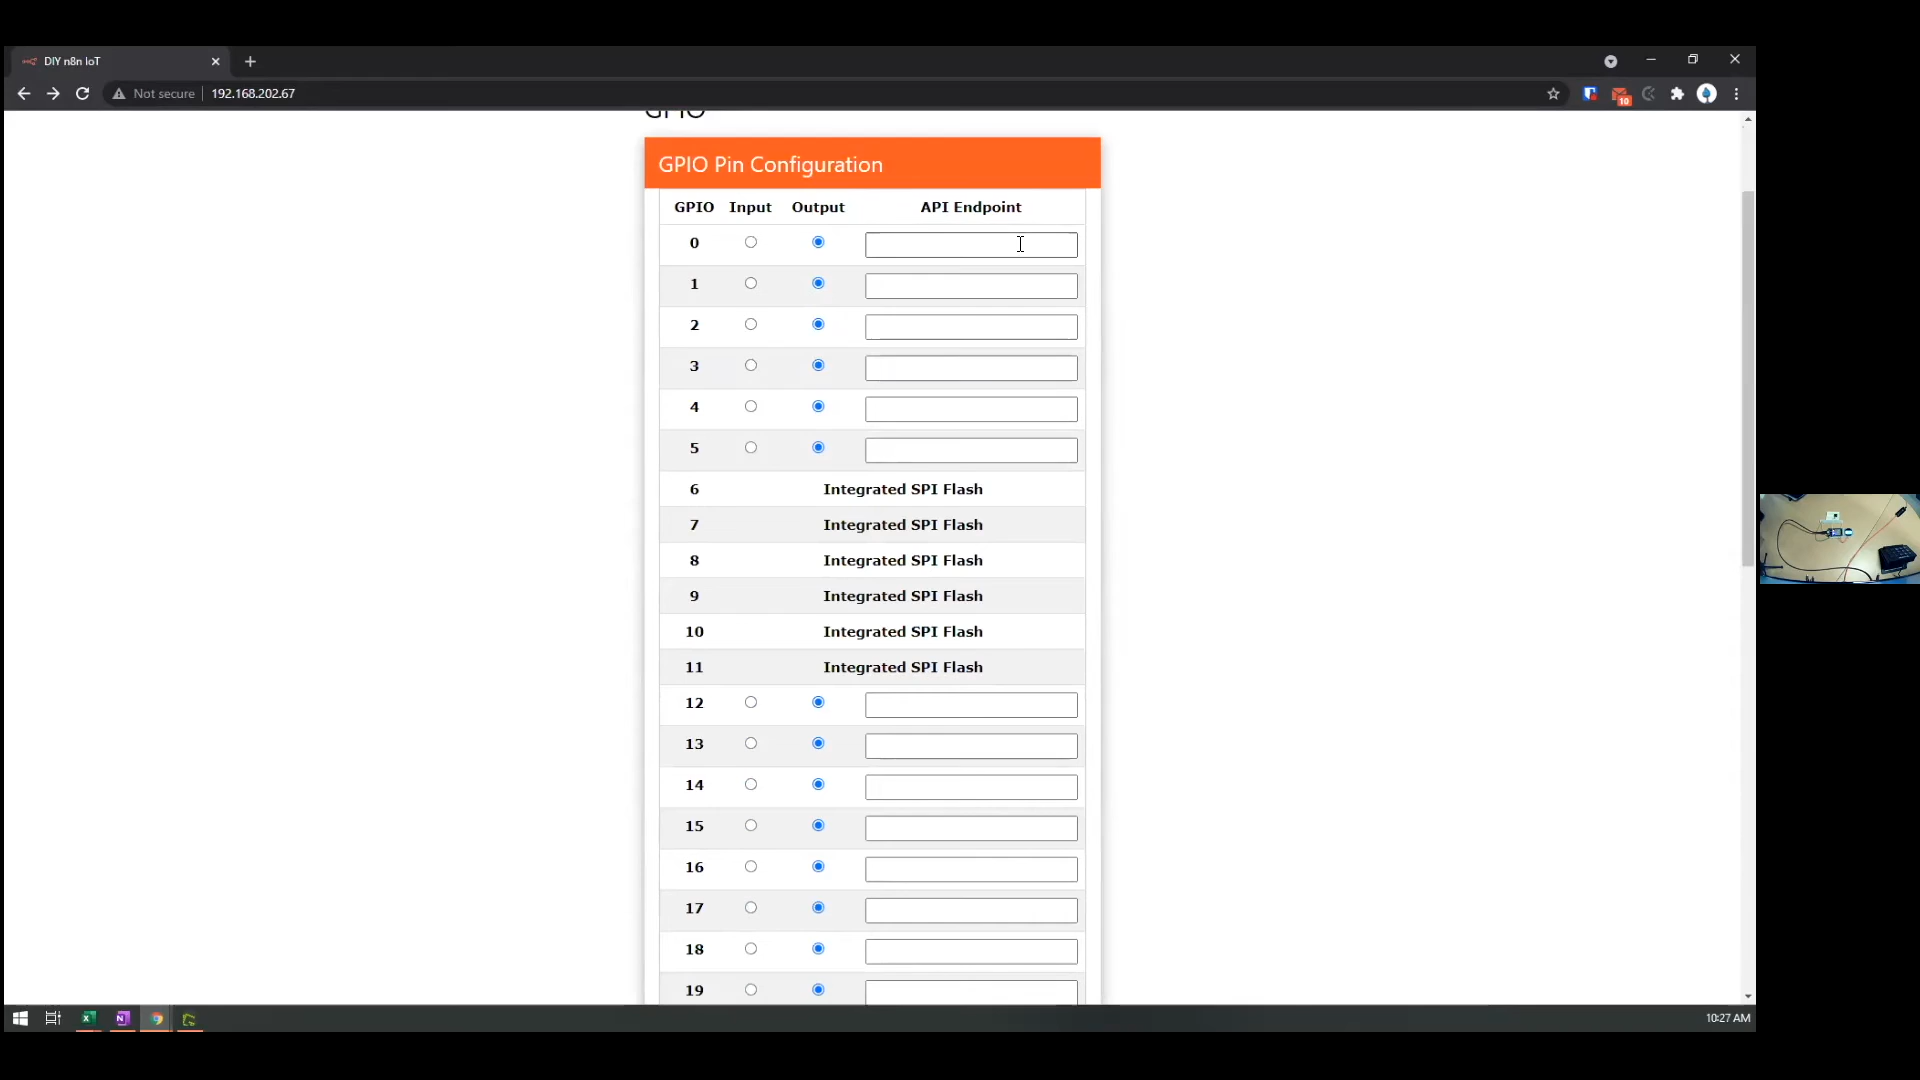 DIY n8n IoT
Not secure 192.168.202.67
10
GPIO
GPIO Pin Configuration
GPIO Input Output API Endpoint
0
1
2
3
4
5
6 Integrated SPI Flash
7 Integrated SPI Flash
8 Integrated SPI Flash
9 Integrated SPI Flash
10 Integrated SPI Flash
11 Integrated SPI Flash
12
13
14
15
16
17
18
19
10:27 AM